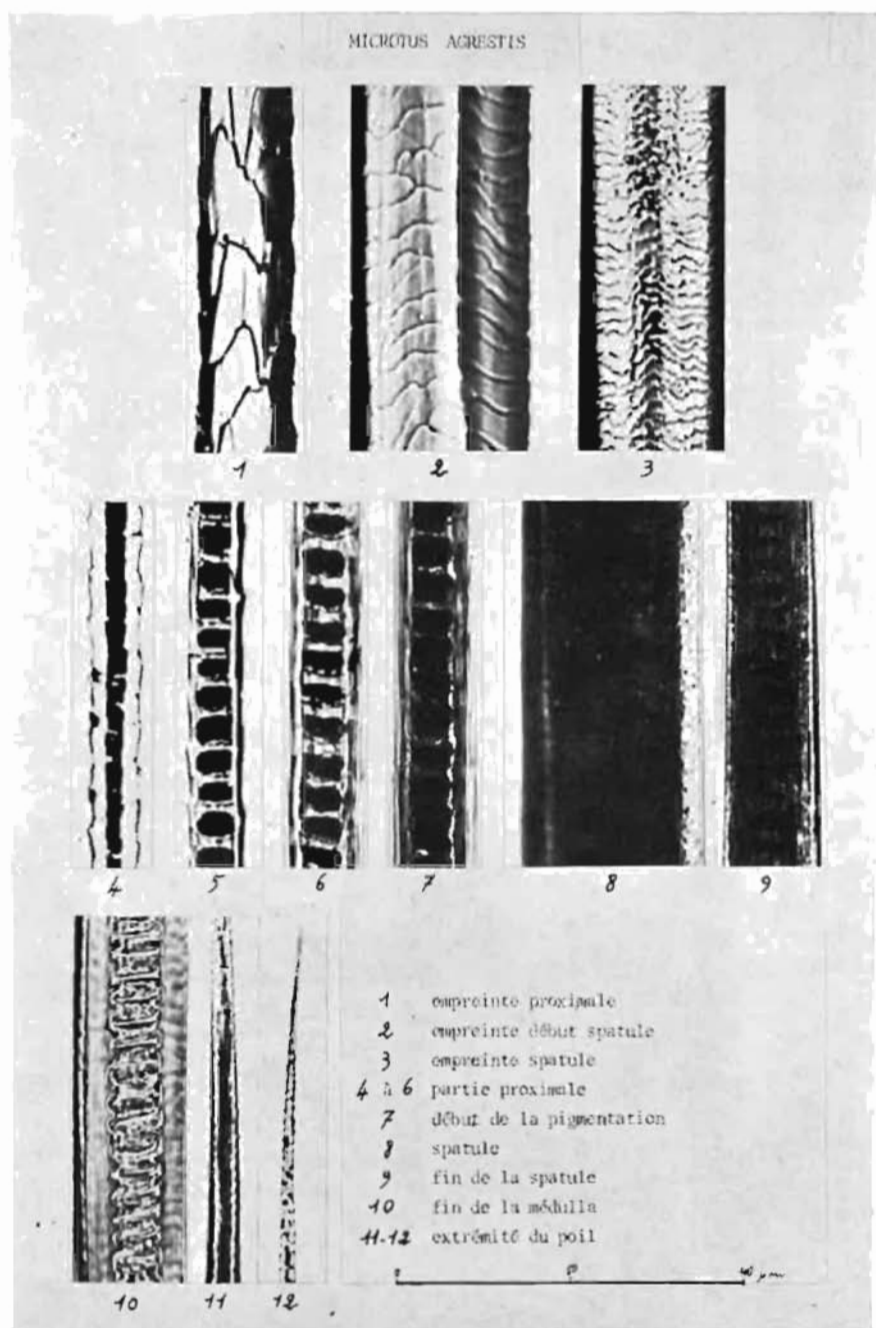 MICROTUS AGRESTIS
1 2 3
4 5 6 7 8 9
1 empreinte proximale
2 empreinte début spatule
3 empreinte spatule
4 à 6 partie proximale
7 début de la pigmentation
8 spatule
9 fin de la spatule
10 fin de la médulla
11-12 extrémité du poil
0
10 11 12